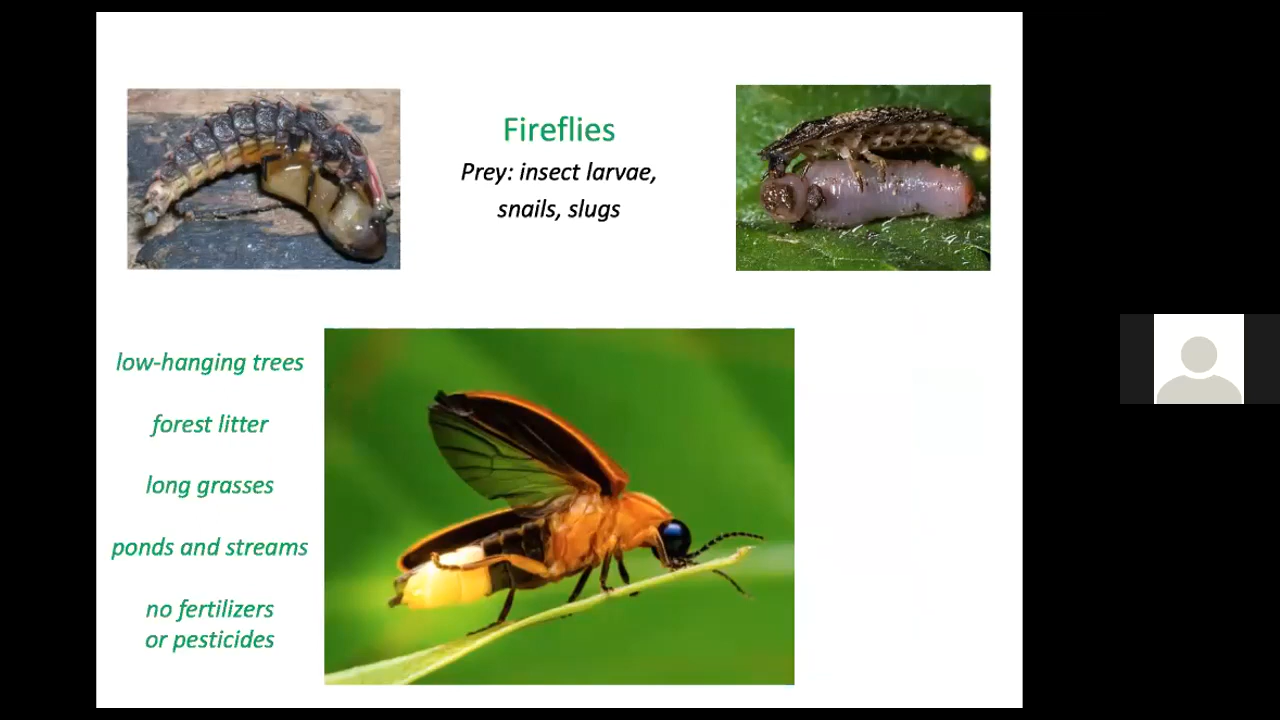 Fireflies
Prey: insect larvae,
snails, slugs
low-hanging trees
forest litter
long grasses
ponds and streams
no fertilizers
or pesticides